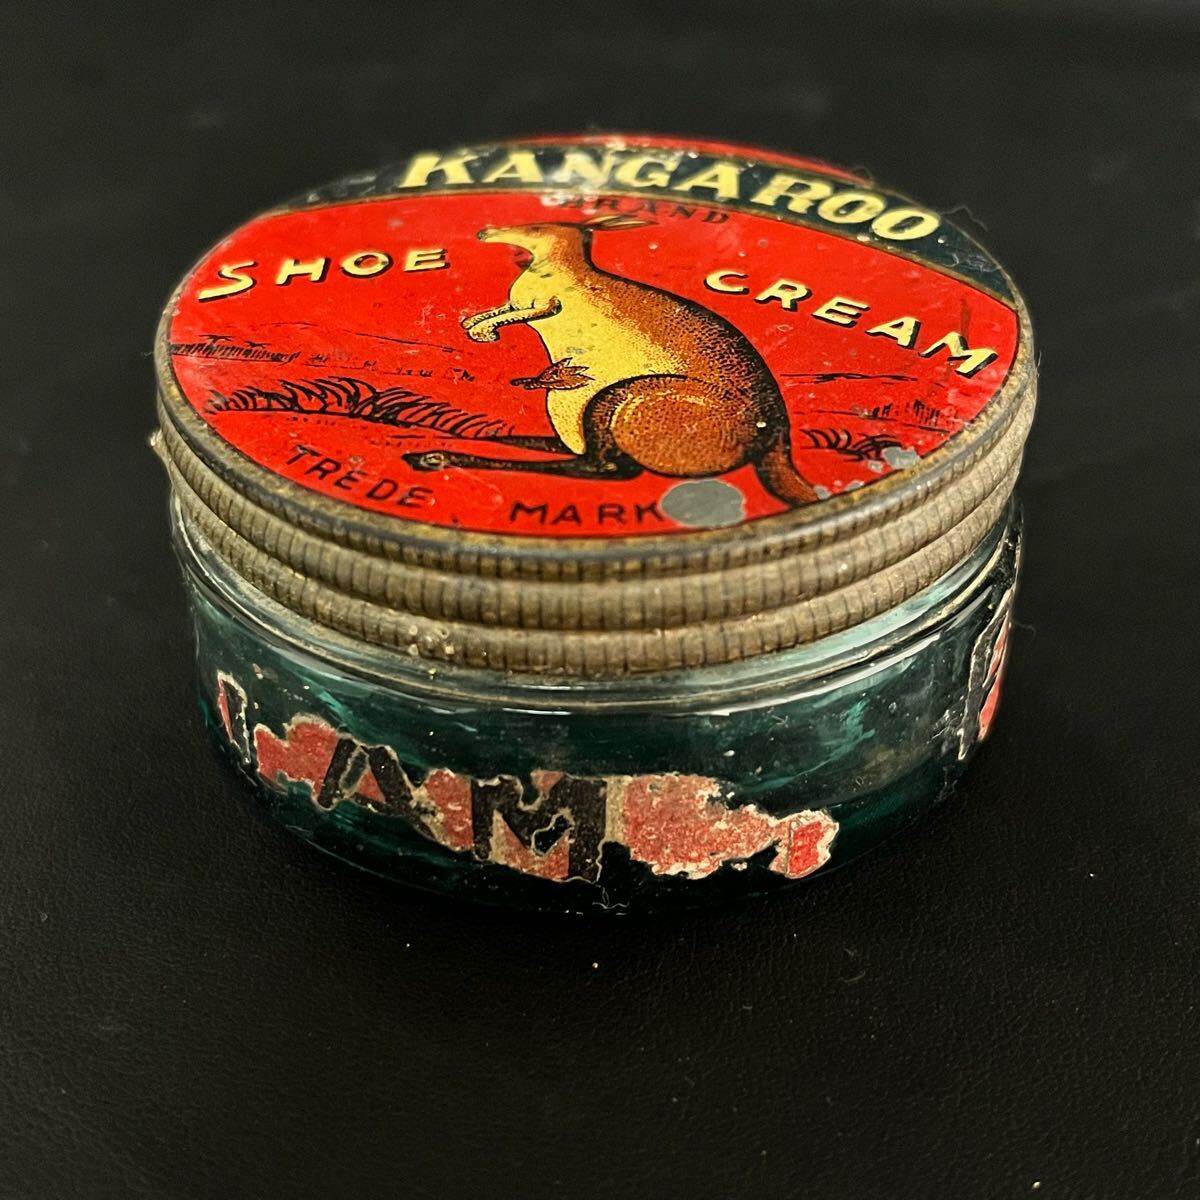 KANGAROO
BRAND
SHOE CREAM
TREDE MARK